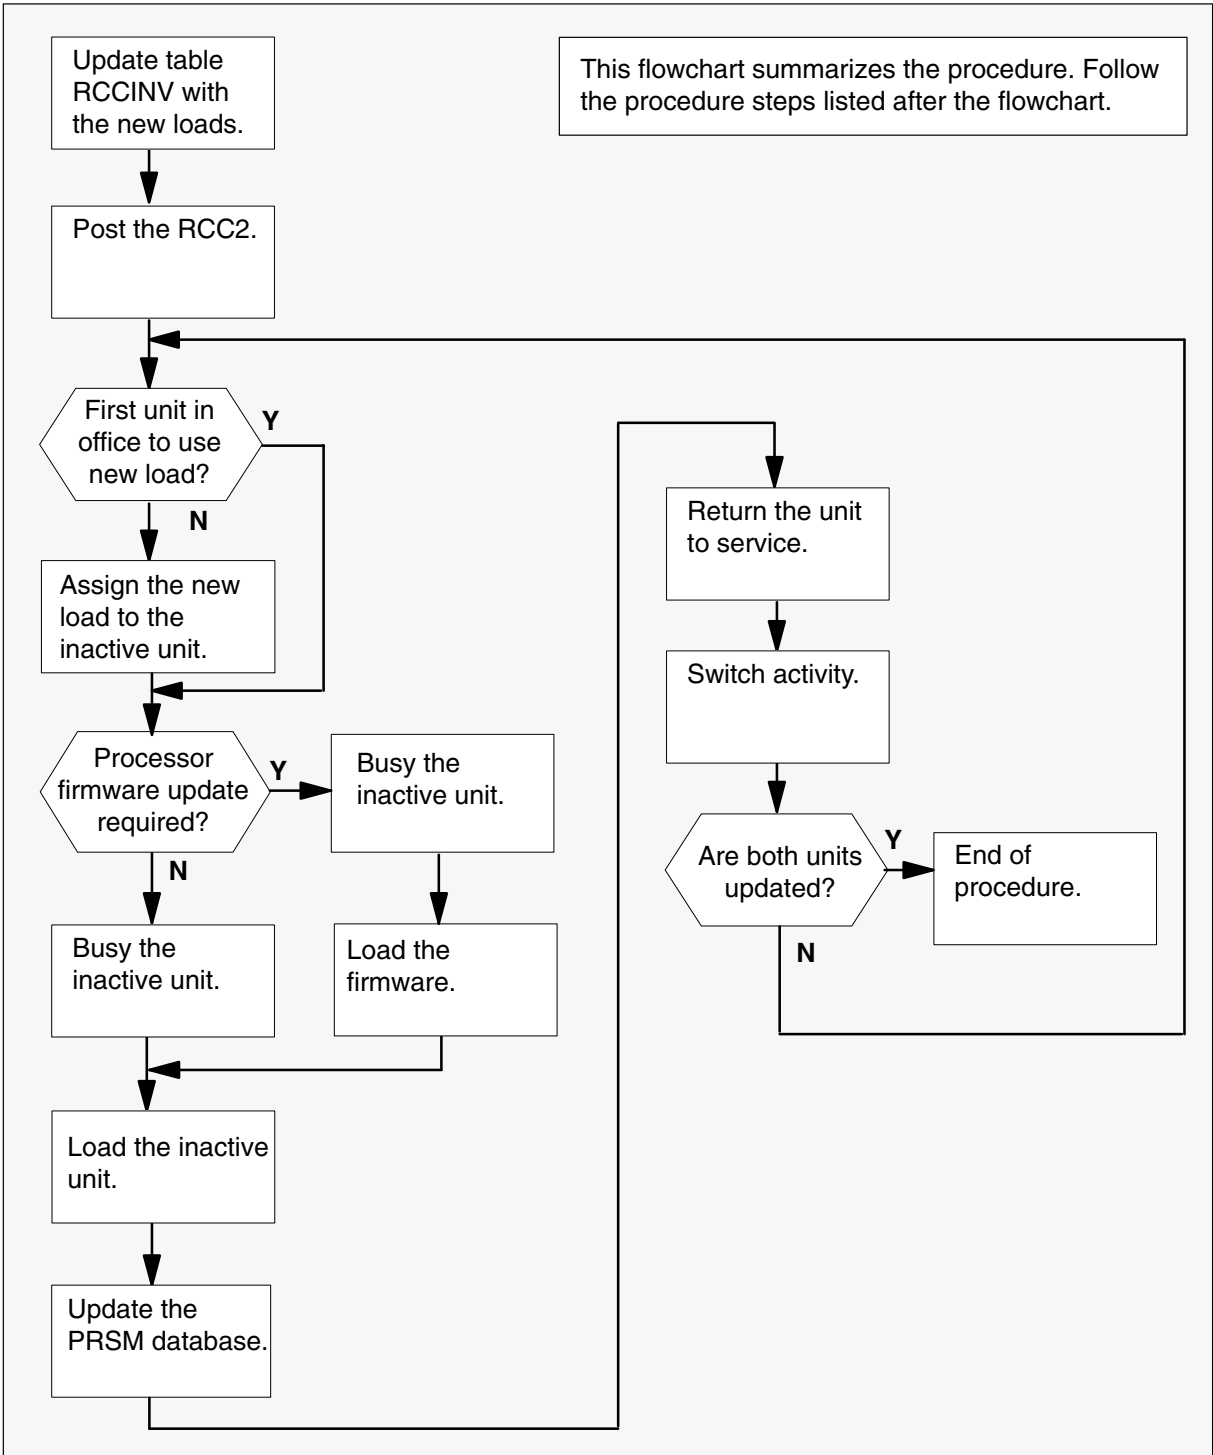 Update table
RCCINV with
the new loads.
This flowchart summarizes the procedure. Follow
the procedure steps listed after the flowchart.
Post the RCC2.
First unit in
office to use
new load?
Y
N
Assign the new
load to the
inactive unit.
Processor
firmware update
required?
Y
N
Busy the
inactive unit.
Load the
firmware.
Busy the
inactive unit.
Load the inactive
unit.
Update the
PRSM database.
Return the unit
to service.
Switch activity.
Are both units
updated?
Y
N
End of
procedure.